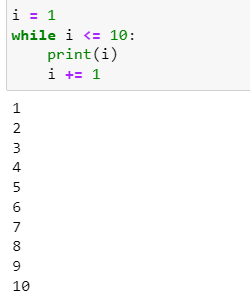 i = 1
while i <= 10:
    print(i)
    i += 1
1
2
3
4
5
6
7
8
9
10